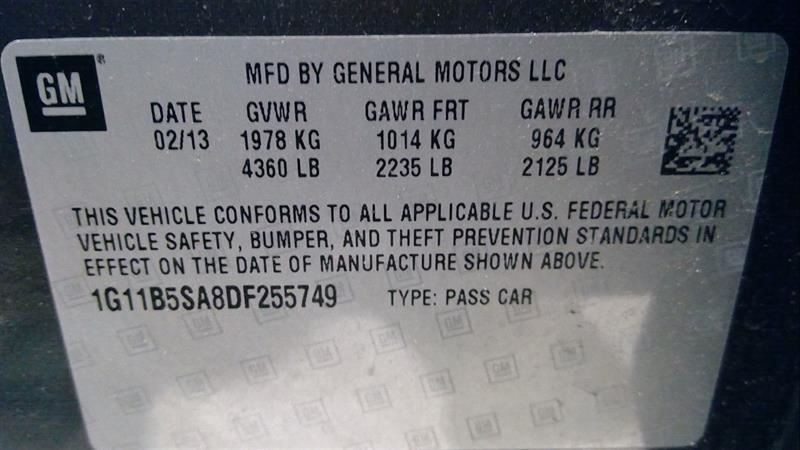 GM
MFD BY GENERAL MOTORS LLC
DATE GVWR GAWR FRT GAWR RR
02/13 1978 KG 1014 KG 964 KG
4360 LB 2235 LB 2125 LB
THIS VEHICLE CONFORMS TO ALL APPLICABLE U.S. FEDERAL MOTOR
VEHICLE SAFETY, BUMPER, AND THEFT PREVENTION STANDARDS IN
EFFECT ON THE DATE OF MANUFACTURE SHOWN ABOVE.
1G11B5SA8DF255749 TYPE: PASS CAR